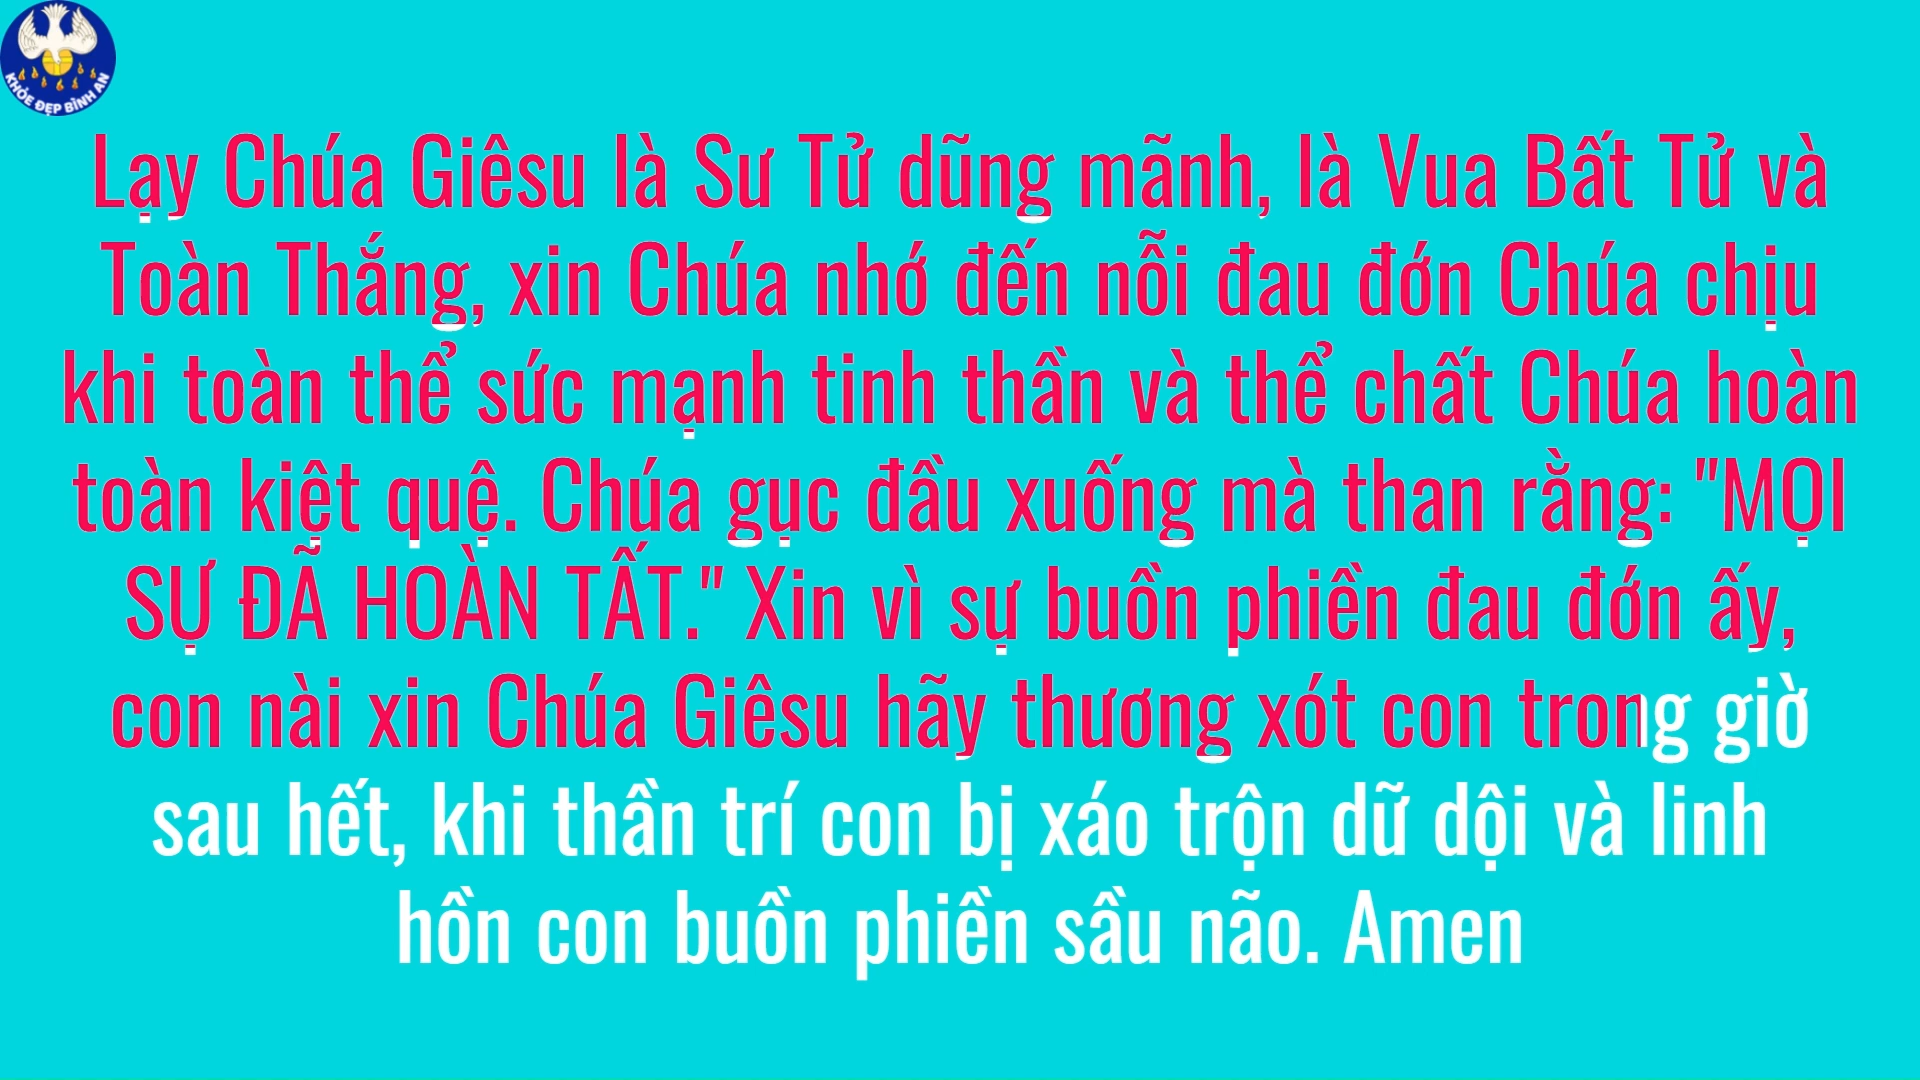 KHỎE ĐẸP BÌNH AN
Lạy Chúa Giêsu là Sư Tử dũng mãnh, là Vua Bất Tử và
Toàn Thắng, xin Chúa nhớ đến nỗi đau đớn Chúa chịu
khi toàn thể sức mạnh tinh thần và thể chất Chúa hoàn
toàn kiệt quệ. Chúa gục đầu xuống mà than rằng: "MỌI
SỰ ĐÃ HOÀN TẤT." Xin vì sự buồn phiền đau đớn ấy,
con nài xin Chúa Giêsu hãy thương xót con trong giờ
sau hết, khi thần trí con bị xáo trộn dữ dội và linh
hồn con buồn phiền sầu não. Amen